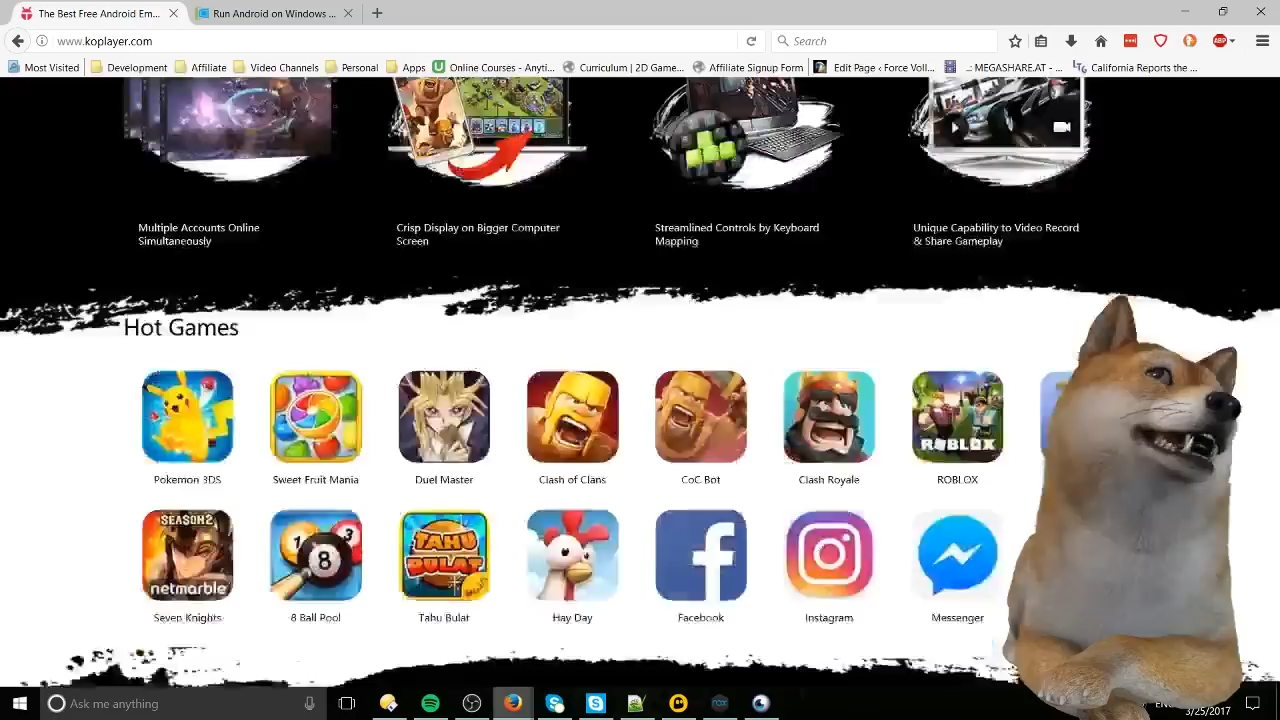 The Best Free Android Em...
Run Android on Windows ...
www.koplayer.com
Search
Most Visited
Development
Affiliate
Video Channels
Personal
Apps
Online Courses - Anyti...
Curriculum | 2D Game...
Affiliate Signup Form
Edit Page ‹ Force Voll...
..:: MEGASHARE.AT - ...
California Reports the ...
ABP
Multiple Accounts Online
Simultaneously
Crisp Display on Bigger Computer
Screen
Streamlined Controls by Keyboard
Mapping
Unique Capability to Video Record
& Share Gameplay
Hot Games
ROBLOX
Pokemon 3DS
Sweet Fruit Mania
Duel Master
Clash of Clans
CoC Bot
Clash Royale
ROBLOX
SEASON2
netmarble
8
TAHU
BULAT
Seven Knights
8 Ball Pool
Tahu Bulat
Hay Day
Facebook
Instagram
Messenger
Ask me anything
3/25/2017